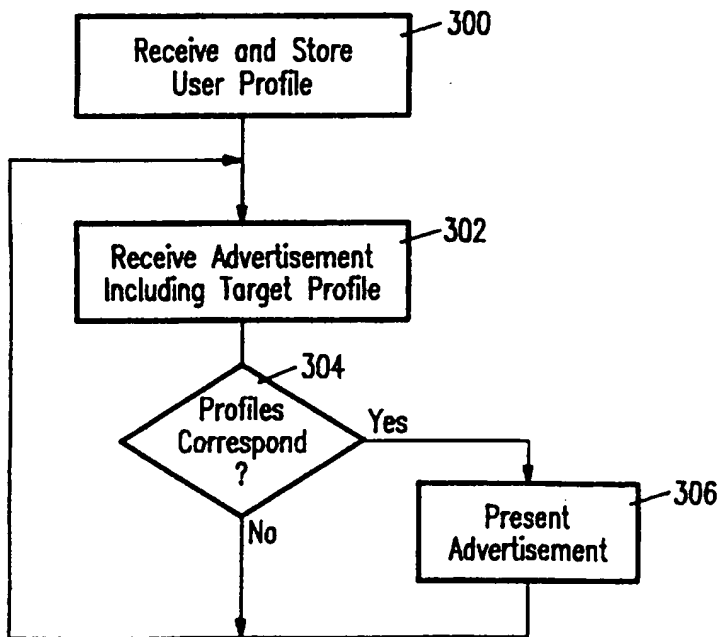 300
Receive and Store
User Profile
302
Receive Advertisement
Including Target Profile
304
Profiles
Correspond
?
Yes
No
306
Present
Advertisement